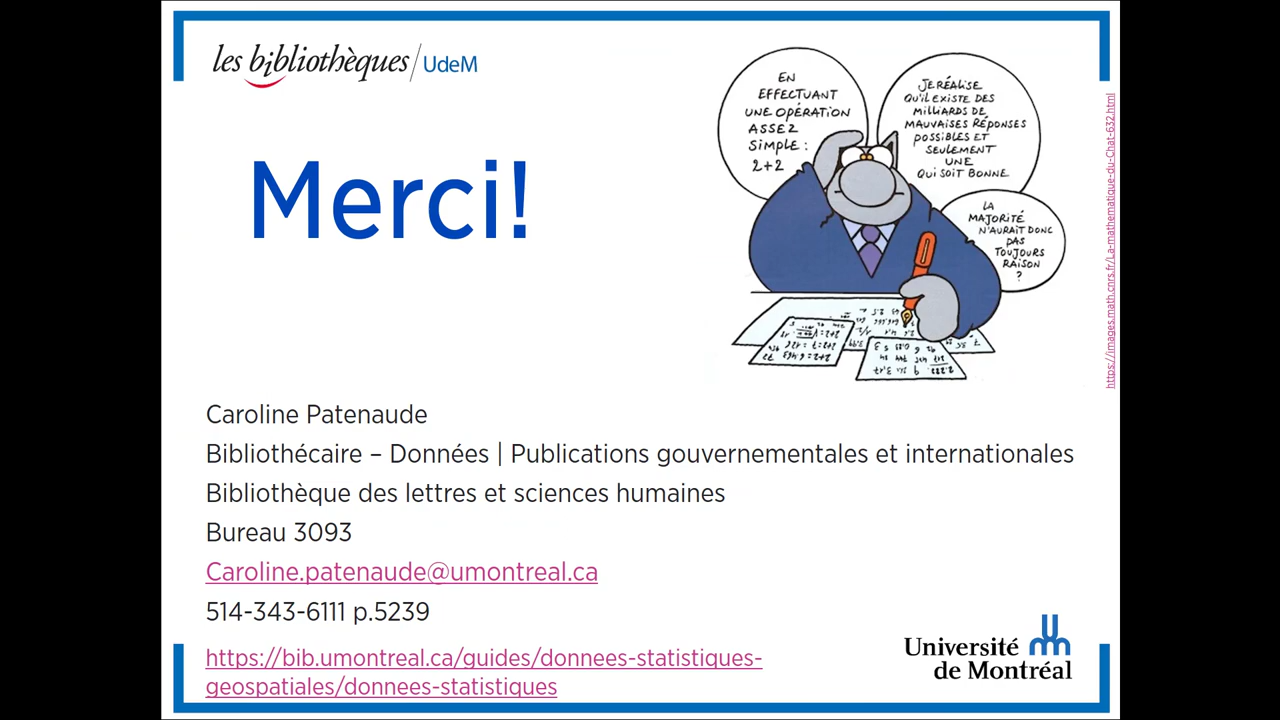 les bibliothèques/UdeM
Merci!
EN
EFFECTUANT
UNE OPÉRATION
ASSEZ
SIMPLE :
2+2
JE RÉALISE
QU'IL EXISTE DES
MILLIARDS DE
MAUVAISES RÉPONSES
POSSIBLES ET
SEULEMENT
UNE
QUI SOIT BONNE.
LA
MAJORITÉ
N'AURAIT DONC
PAS
TOUJOURS
RAISON
?
https://images.math.cnrs.fr/La-mathematique-du-Chat-632.html
Caroline Patenaude
Bibliothécaire – Données | Publications gouvernementales et internationales
Bibliothèque des lettres et sciences humaines
Bureau 3093
Caroline.patenaude@umontreal.ca
514-343-6111 p.5239
https://bib.umontreal.ca/guides/donnees-statistiques-
geospatiales/donnees-statistiques
Université
de Montréal